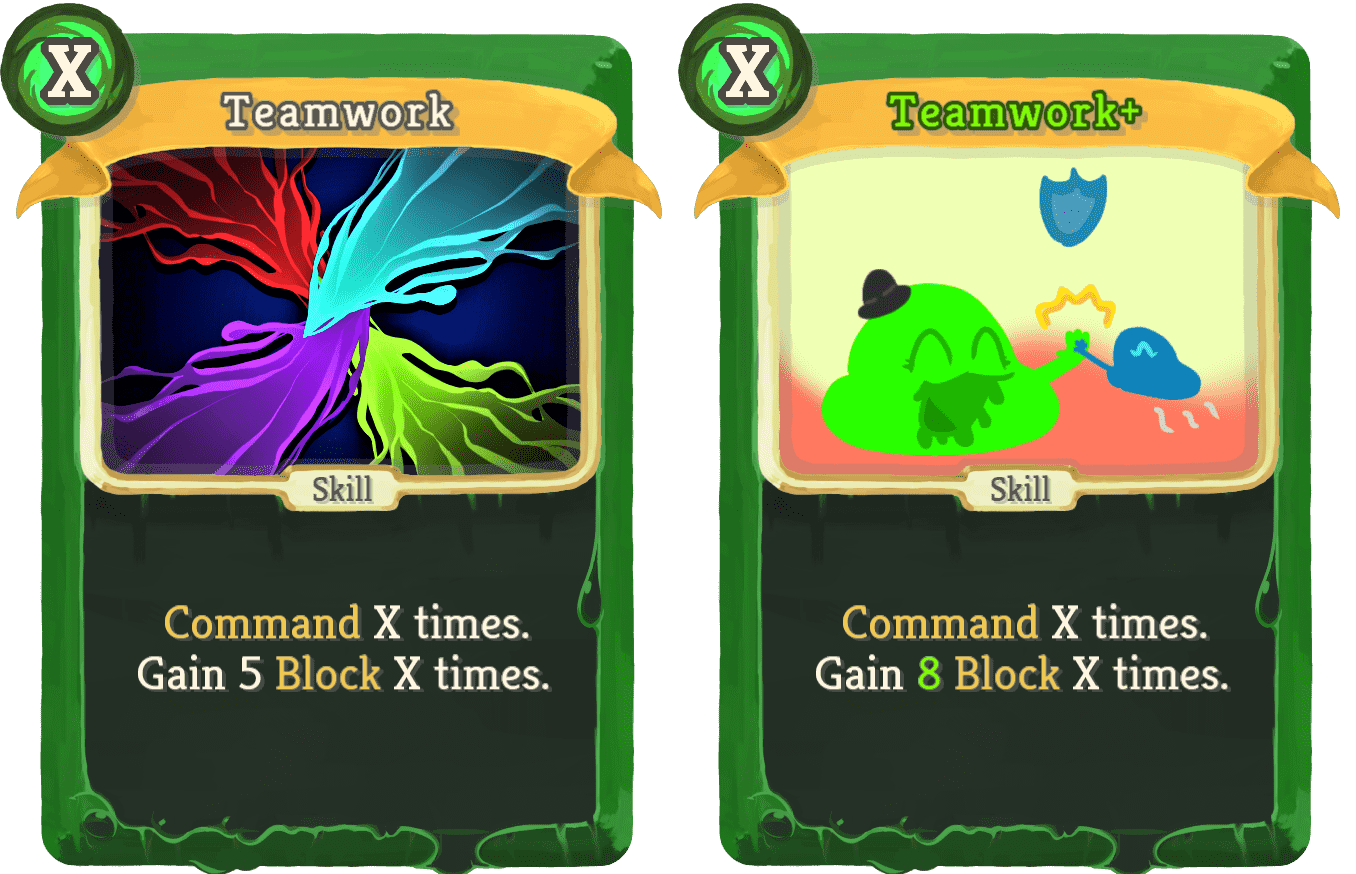 X
Teamwork
Skill
Command X times.
Gain 5 Block X times.
X
Teamwork+
Skill
Command X times.
Gain 8 Block X times.